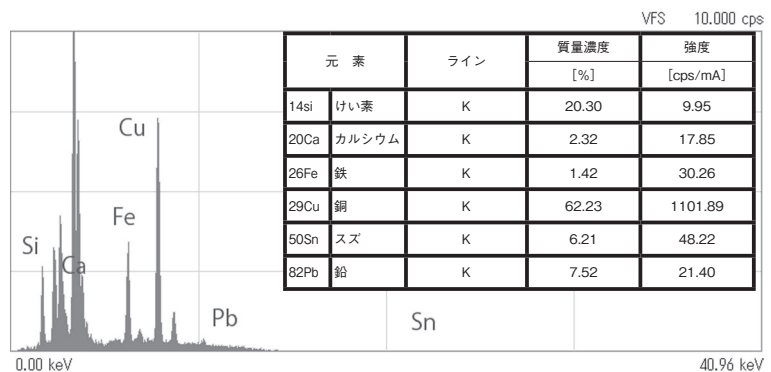 VFS 10.000 cps
元 素 ライン 質量濃度 強度
[%] [cps/mA]
14si けい素 K 20.30 9.95
20Ca カルシウム K 2.32 17.85
26Fe 鉄 K 1.42 30.26
29Cu 銅 K 62.23 1101.89
50Sn スズ K 6.21 48.22
82Pb 鉛 K 7.52 21.40
Cu
Fe
Si
Ca
Pb
Sn
0.00 keV 40.96 keV